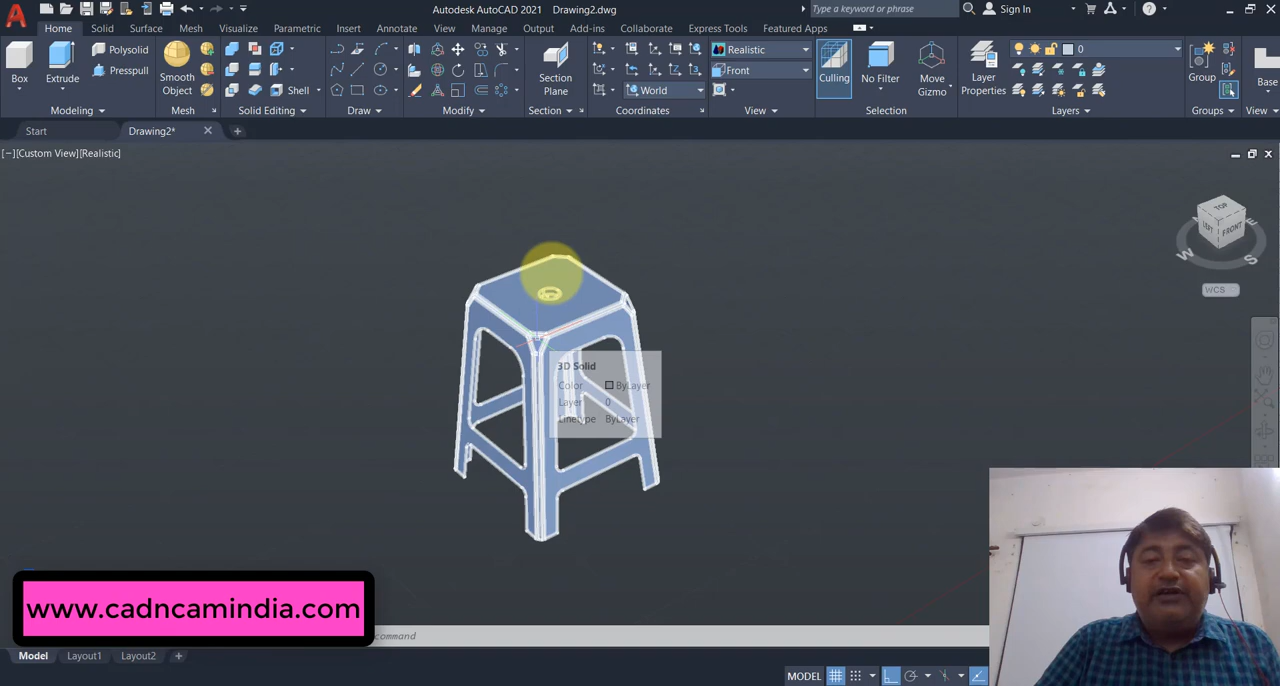 Autodesk AutoCAD 2021 Drawing2.dwg
Type a keyword or phrase
Sign In
Home Solid Surface Mesh Visualize Parametric Insert Annotate View Manage Output Add-ins Collaborate Express Tools Featured Apps
Box
Extrude
Polysolid
Presspull
Smooth
Object
Shell
Section
Plane
World
Realistic
Front
Culling
No Filter
Move
Gizmo
Layer
Properties
0
Group
Base
Modeling Mesh Solid Editing Draw Modify Section Coordinates View Selection Layers Groups View
Start Drawing2* +
[−][Custom View][Realistic]
TOP
LEFT FRONT
W E S
WCS
3D Solid
Color ByLayer
Layer 0
Linetype ByLayer
www.cadncamindia.com
command
Model Layout1 Layout2 +
MODEL